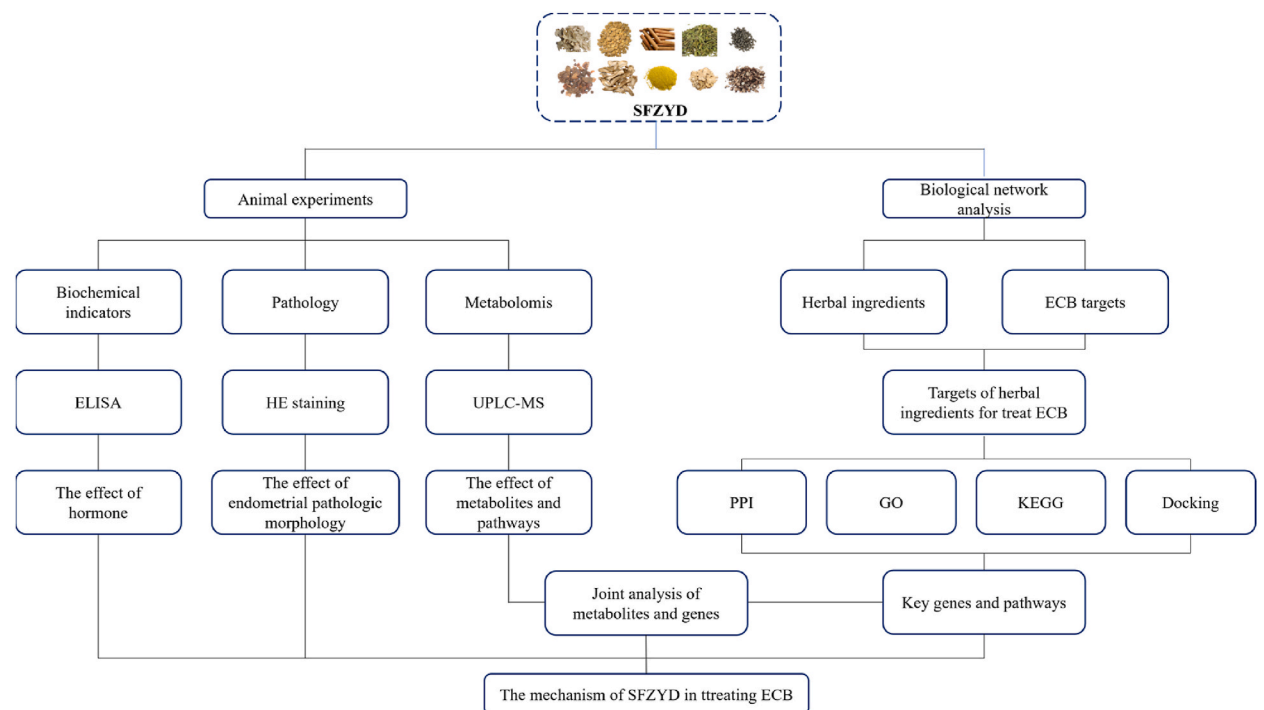 SFZYD
Animal experiments
Biological network
analysis
Biochemical
indicators
Pathology
Metabolomis
Herbal ingredients
ECB targets
ELISA
HE staining
UPLC-MS
Targets of herbal
ingredients for treat ECB
The effect of
hormone
The effect of
endometrial pathologic
morphology
The effect of
metabolites and
pathways
PPI
GO
KEGG
Docking
Joint analysis of
metabolites and genes
Key genes and pathways
The mechanism of SFZYD in ttreating ECB